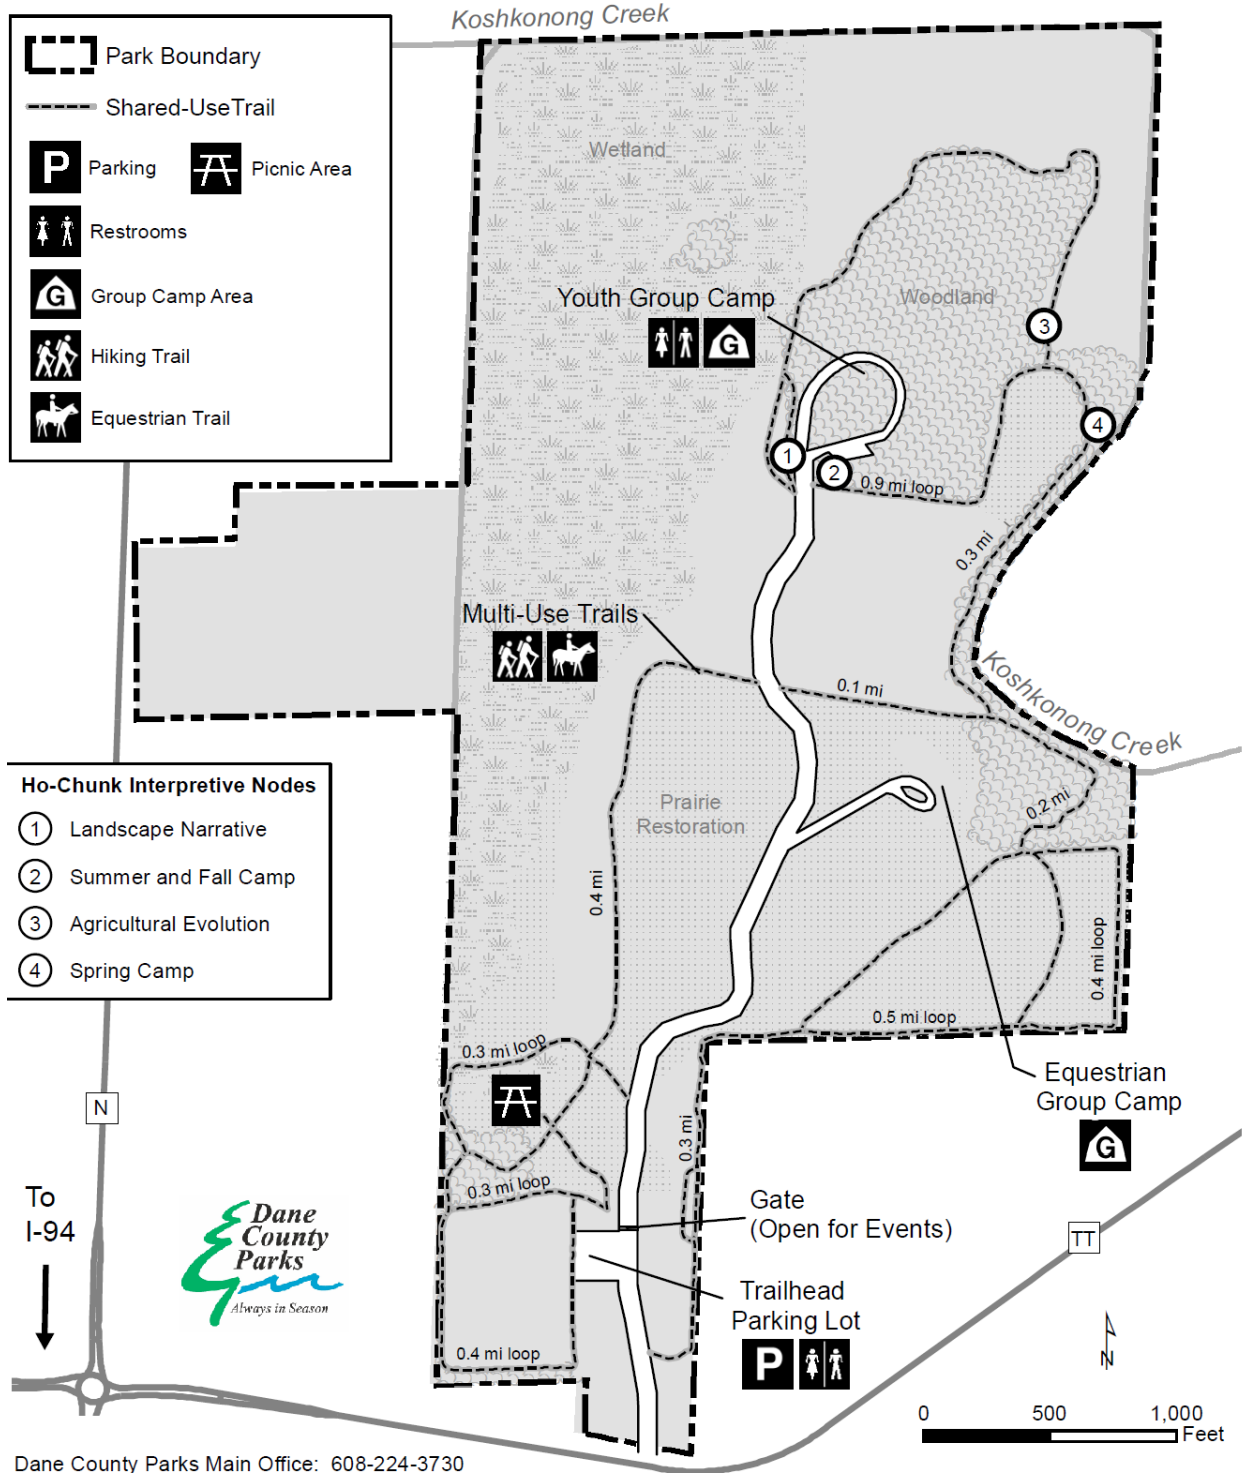 Koshkonong Creek
Park Boundary
Shared-UseTrail
P
Parking
Picnic Area
Restrooms
G
Group Camp Area
Hiking Trail
Equestrian Trail
Wetland
Woodland
Youth Group Camp
G
3
4
1
2
0.9 mi loop
0.3 mi
Multi-Use Trails
0.1 mi
Koshkonong Creek
Ho-Chunk Interpretive Nodes
1 Landscape Narrative
2 Summer and Fall Camp
3 Agricultural Evolution
4 Spring Camp
Prairie
Restoration
0.2 mi
0.4 mi
0.4 mi loop
0.5 mi loop
0.3 mi loop
Equestrian
Group Camp
G
N
0.3 mi
0.3 mi loop
To
I-94
Dane
County
Parks
Always in Season
Gate
(Open for Events)
TT
Trailhead
Parking Lot
P
0.4 mi loop
N
0 500 1,000
Feet
Dane County Parks Main Office: 608-224-3730